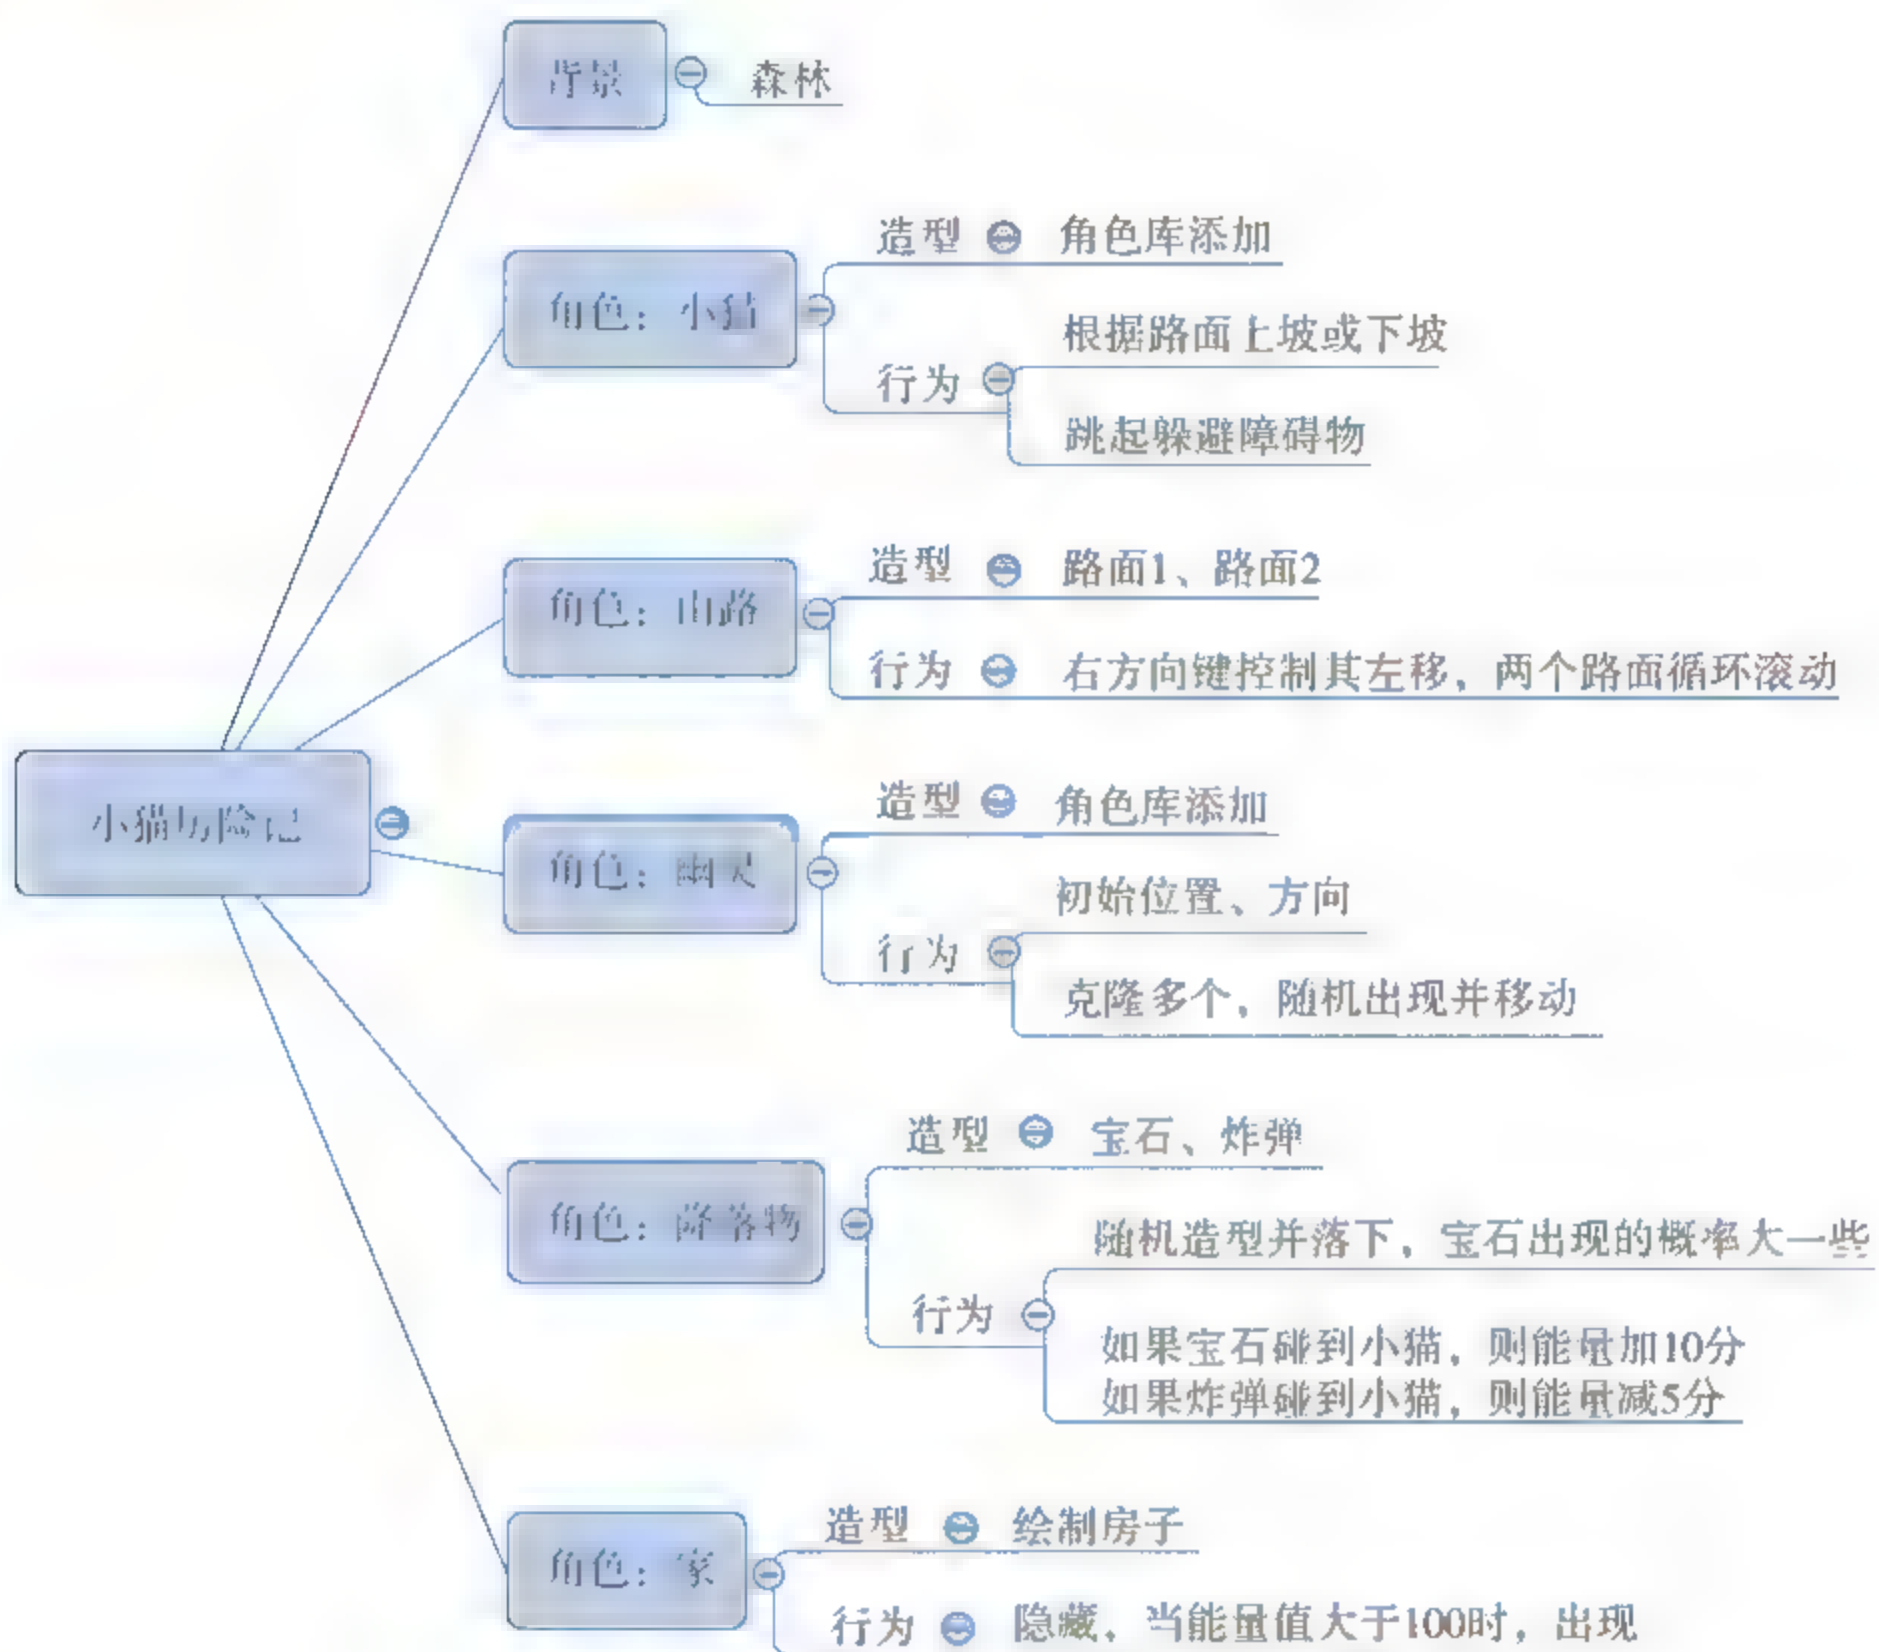 背景
森林
角色：小猫
造型
角色库添加
行为
根据路面上坡或下坡
跳起躲避障碍物
角色：山路
造型
路面1、路面2
行为
右方向键控制其左移，两个路面循环滚动
小猫历险记
角色：幽灵
造型
角色库添加
行为
初始位置、方向
克隆多个，随机出现并移动
角色：降落物
造型
宝石、炸弹
行为
随机造型并落下，宝石出现的概率大一些
如果宝石碰到小猫，则能量加10分
如果炸弹碰到小猫，则能量减5分
角色：家
造型
绘制房子
行为
隐藏，当能量值大于100时，出现